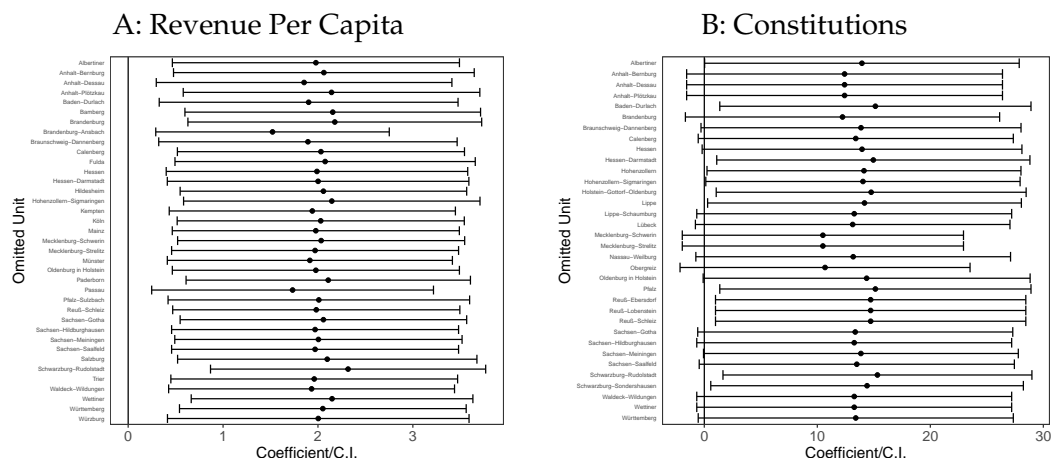 A: Revenue Per Capita
Omitted Unit
Albertiner
Anhalt−Bernburg
Anhalt−Dessau
Anhalt−Plötzkau
Baden−Durlach
Bamberg
Brandenburg
Brandenburg−Ansbach
Braunschweig−Dannenberg
Calenberg
Fulda
Hessen
Hessen−Darmstadt
Hildesheim
Hohenzollern−Sigmaringen
Kempten
Köln
Mainz
Mecklenburg−Schwerin
Mecklenburg−Strelitz
Münster
Oldenburg in Holstein
Paderborn
Passau
Pfalz−Sulzbach
Reuß−Schleiz
Sachsen−Gotha
Sachsen−Hildburghausen
Sachsen−Meiningen
Sachsen−Saalfeld
Salzburg
Schwarzburg−Rudolstadt
Trier
Waldeck−Wildungen
Wettiner
Württemberg
Würzburg
0 1 2 3
Coefficient/C.I.
B: Constitutions
Omitted Unit
Albertiner
Anhalt−Bernburg
Anhalt−Dessau
Anhalt−Plötzkau
Baden−Durlach
Brandenburg
Braunschweig−Dannenberg
Calenberg
Hessen
Hessen−Darmstadt
Hohenzollern
Hohenzollern−Sigmaringen
Holstein−Gottorf−Oldenburg
Lippe
Lippe−Schaumburg
Lübeck
Mecklenburg−Schwerin
Mecklenburg−Strelitz
Nassau−Weilburg
Obergreiz
Oldenburg in Holstein
Pfalz
Reuß−Ebersdorf
Reuß−Lobenstein
Reuß−Schleiz
Sachsen−Gotha
Sachsen−Hildburghausen
Sachsen−Meiningen
Sachsen−Saalfeld
Schwarzburg−Rudolstadt
Schwarzburg−Sondershausen
Waldeck−Wildungen
Wettiner
Württemberg
0 10 20 30
Coefficient/C.I.